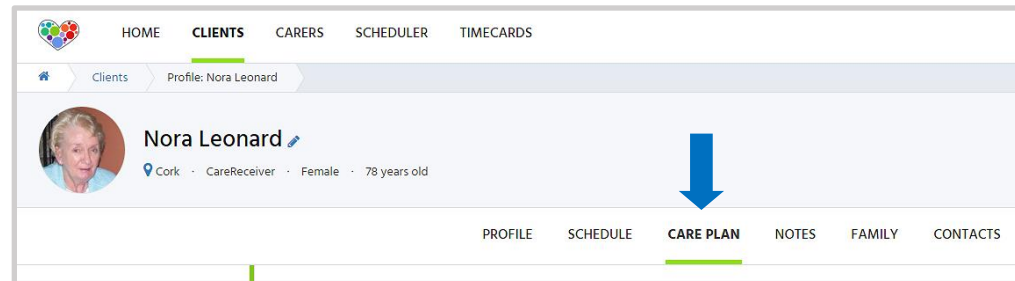 HOME CLIENTS CARERS SCHEDULER TIMECARDS
Clients Profile: Nora Leonard
Nora Leonard
Cork · CareReceiver · Female · 78 years old
PROFILE SCHEDULE CARE PLAN NOTES FAMILY CONTACTS